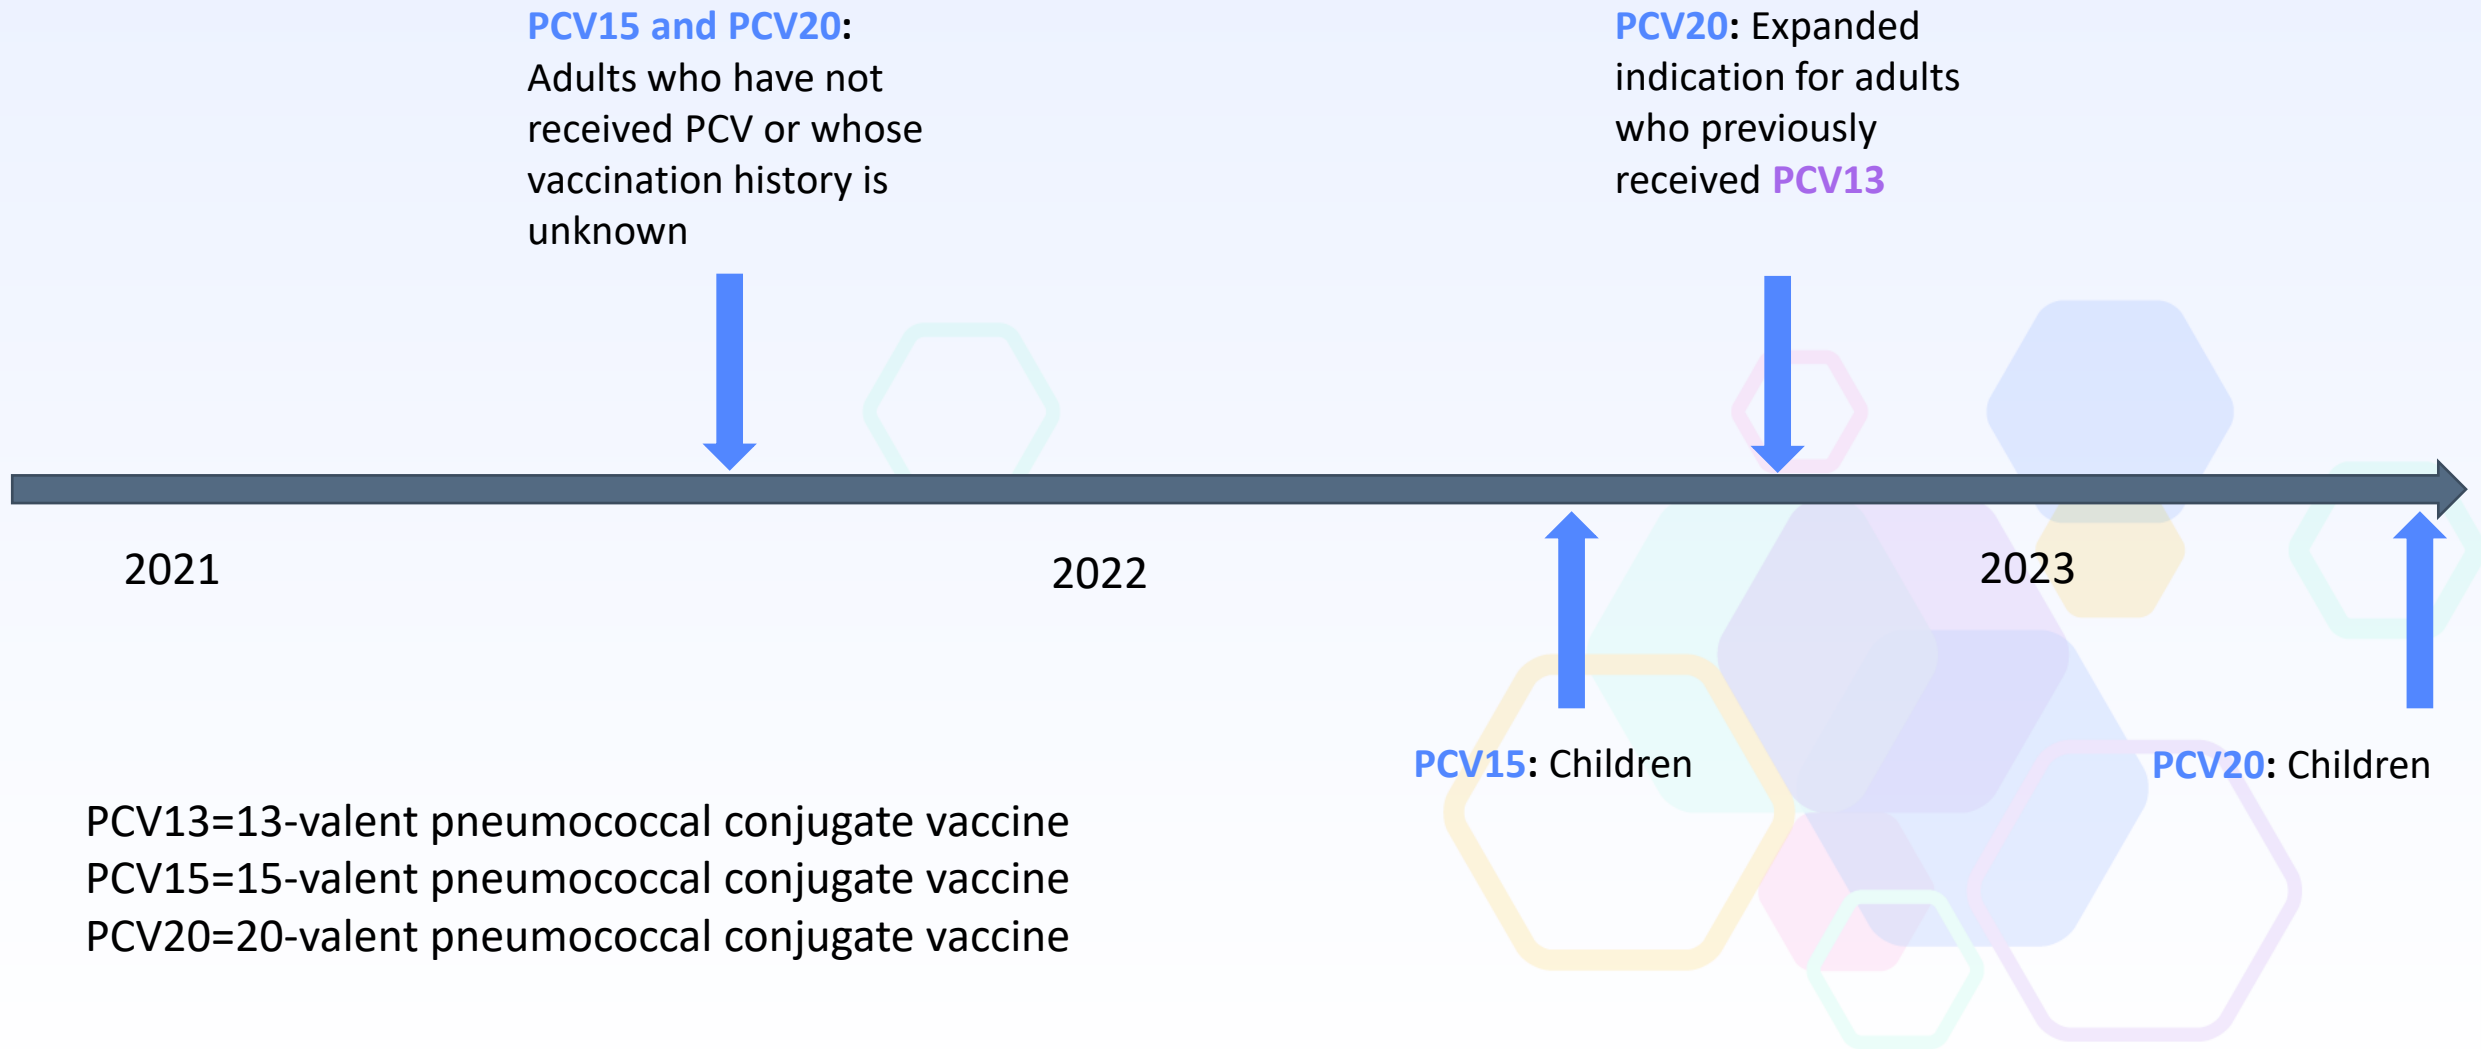 PCV15 and PCV20:
Adults who have not
received PCV or whose
vaccination history is
unknown
PCV20: Expanded
indication for adults
who previously
received PCV13
2021
2022
2023
PCV15: Children
PCV20: Children
PCV13=13-valent pneumococcal conjugate vaccine
PCV15=15-valent pneumococcal conjugate vaccine
PCV20=20-valent pneumococcal conjugate vaccine